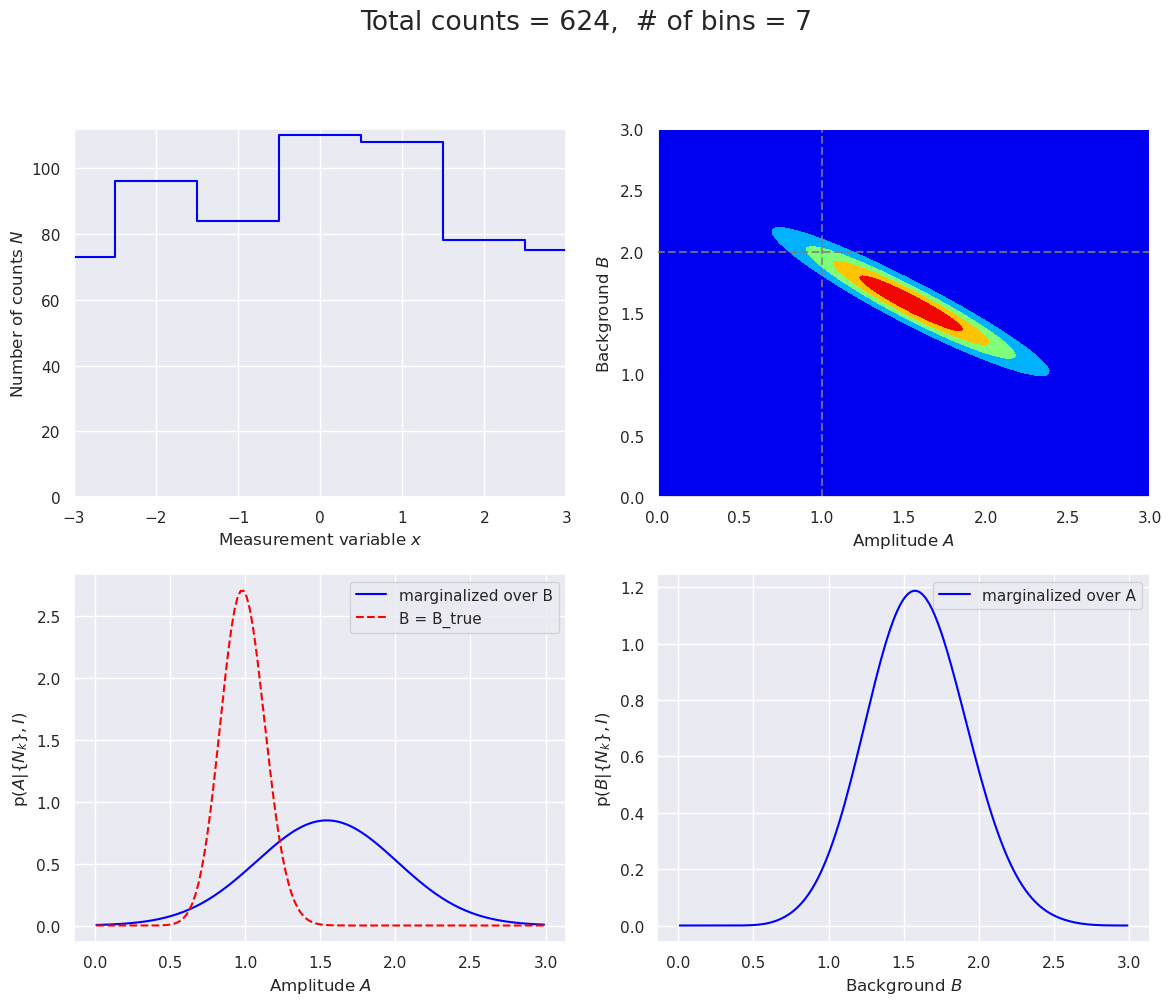 Total counts = 624,  # of bins = 7
Number of counts N
100
80
60
40
20
0
−3 −2 −1 0 1 2 3
Measurement variable x
Background B
3.0
2.5
2.0
1.5
1.0
0.5
0.0
0.0 0.5 1.0 1.5 2.0 2.5 3.0
Amplitude A
marginalized over B
B = B_true
p(A|{N_k}, I)
2.5
2.0
1.5
1.0
0.5
0.0
0.0 0.5 1.0 1.5 2.0 2.5 3.0
Amplitude A
marginalized over A
p(B|{N_k}, I)
1.2
1.0
0.8
0.6
0.4
0.2
0.0
0.0 0.5 1.0 1.5 2.0 2.5 3.0
Background B